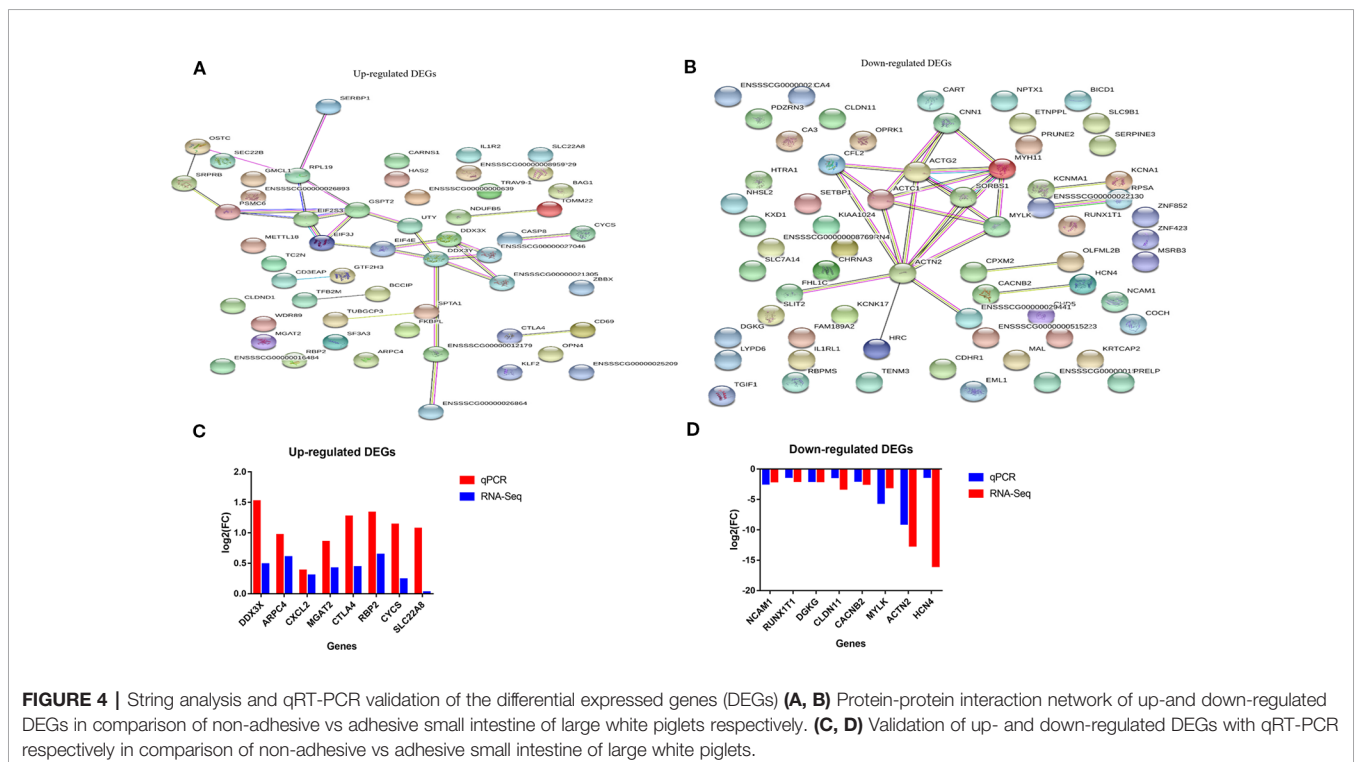 A
Up-regulated DEGs
SERBP1
OSTC
SEC22B
RPL19
SRPRB
GMCL1
ENSSSCG00000026893
PSMC6
GSPT2
EIF2S3
EIF3J
UTY
EIF4E
DDX3X
DDX3Y
ENSSSCG00000027046
ENSSSCG00000021305
CARNS1
HAS2
ENSSSCG00000000639
IL1R2
SLC22A8
TRAV9-1
BAG1
NDUFB5
TOMM22
CASP8
CYCS
ZBBX
METTL18
TC2N
CD3EAP
GTF2H3
TFB2M
BCCIP
CLDND1
TUBGCP3
SPTA1
WDR89
MGAT2
SF3A3
FKBPL
ENSSSCG00000012179
CTLA4
CD69
OPN4
KLF2
ENSSSCG00000025209
ENSSSCG00000016484
RBP2
ARPC4
ENSSSCG00000026864
B
Down-regulated DEGs
CA4
PDZRN3
CLDN11
CA3
OPRK1
CART
NPTX1
BICD1
CNN1
ETNPPL
SLC9B1
PRUNE2
SERPINE3
CFL2
ACTG2
MYH11
HTRA1
SETBP1
ACTC1
SORBS1
KCNMA1
KCNA1
RPSA
NHSL2
ENSSSCG00000022130
MYLK
ZNF852
KXD1
KIAA1024
RUNX1T1
ZNF423
ENSSSCG00000008769
MSRB3
SLC7A14
CHRNA3
ACTN2
CPXM2
OLFML2B
FHL1C
CACNB2
HCN4
NCAM1
SLIT2
KCNK17
ENSSSCG00000029441
COCH
DGKG
FAM189A2
HRC
LYPD6
IL1RL1
MAL
KRTCAP2
CDHR1
RBPMS
TENM3
PRELP
TGIF1
EML1
C
Up-regulated DEGs
qPCR
RNA-Seq
log2(FC)
2.0
1.5
1.0
0.5
0.0
DDX3X
ARPC4
CXCL2
MGAT2
CTLA4
RBP2
CYCS
SLC22A8
Genes
D
Down-regulated DEGs
qPCR
RNA-Seq
log2(FC)
0
-5
-10
-15
-20
NCAM1
RUNX1T1
DGKG
CLDN11
CACNB2
MYLK
ACTN2
HCN4
Genes
FIGURE 4 | String analysis and qRT-PCR validation of the differential expressed genes (DEGs) (A, B) Protein-protein interaction network of up-and down-regulated
DEGs in comparison of non-adhesive vs adhesive small intestine of large white piglets respectively. (C, D) Validation of up- and down-regulated DEGs with qRT-PCR
respectively in comparison of non-adhesive vs adhesive small intestine of large white piglets.